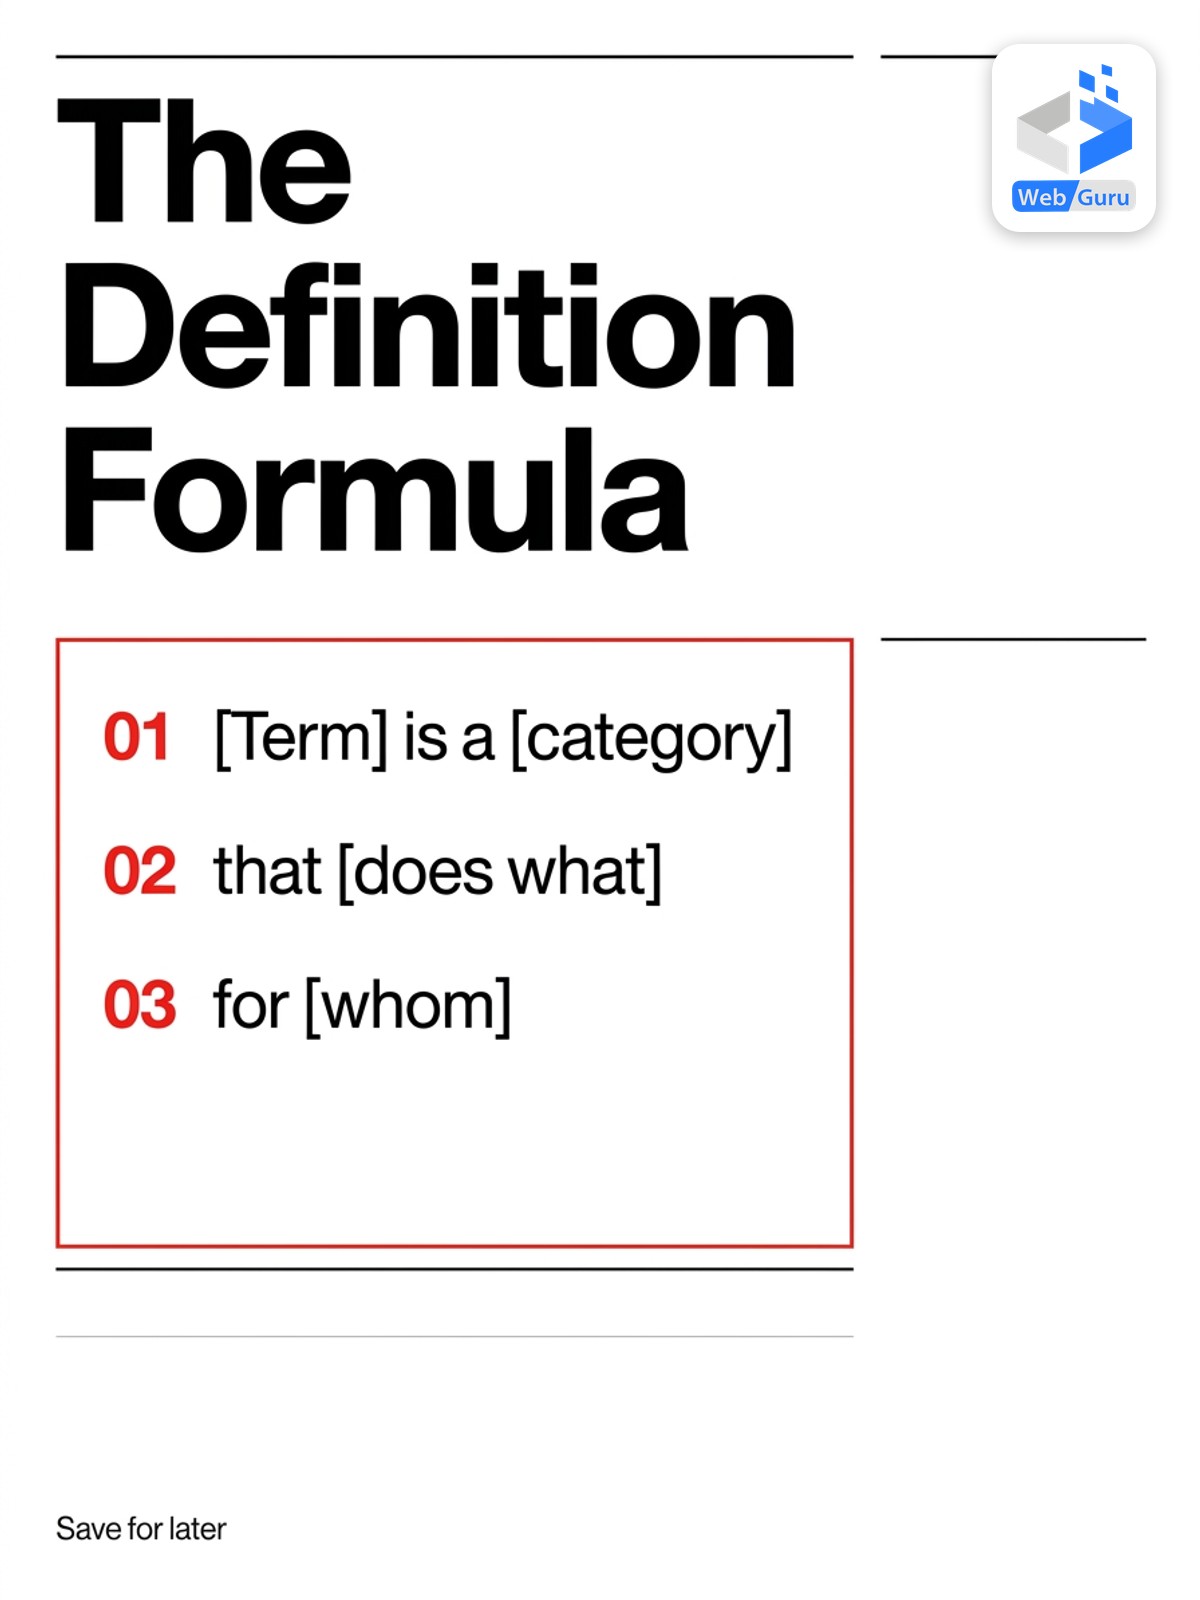 The
Definition
Formula
Web Guru
01 [Term] is a [category]
02 that [does what]
03 for [whom]
Save for later